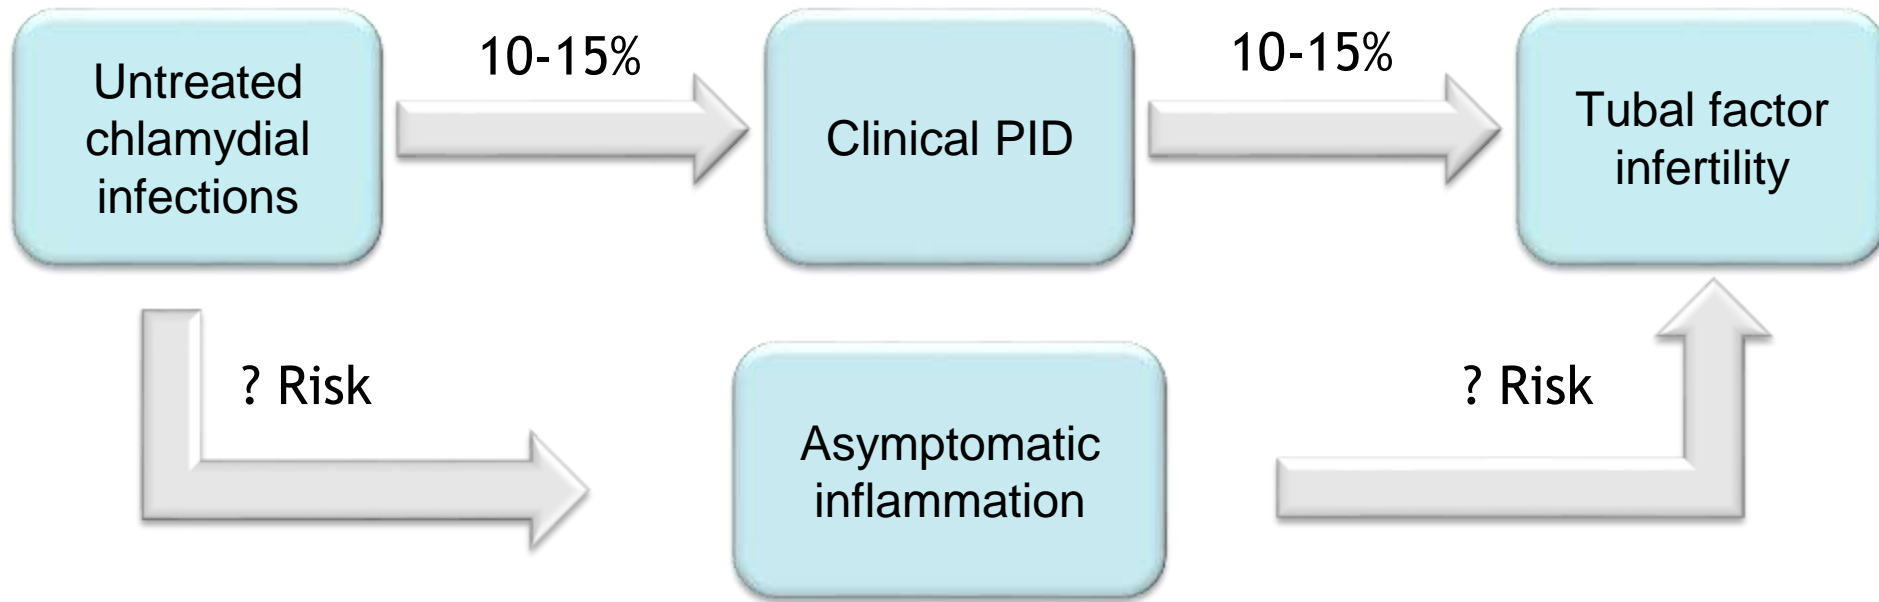 Untreated
chlamydial
infections
10-15%
Clinical PID
10-15%
Tubal factor
infertility
? Risk
Asymptomatic
inflammation
? Risk